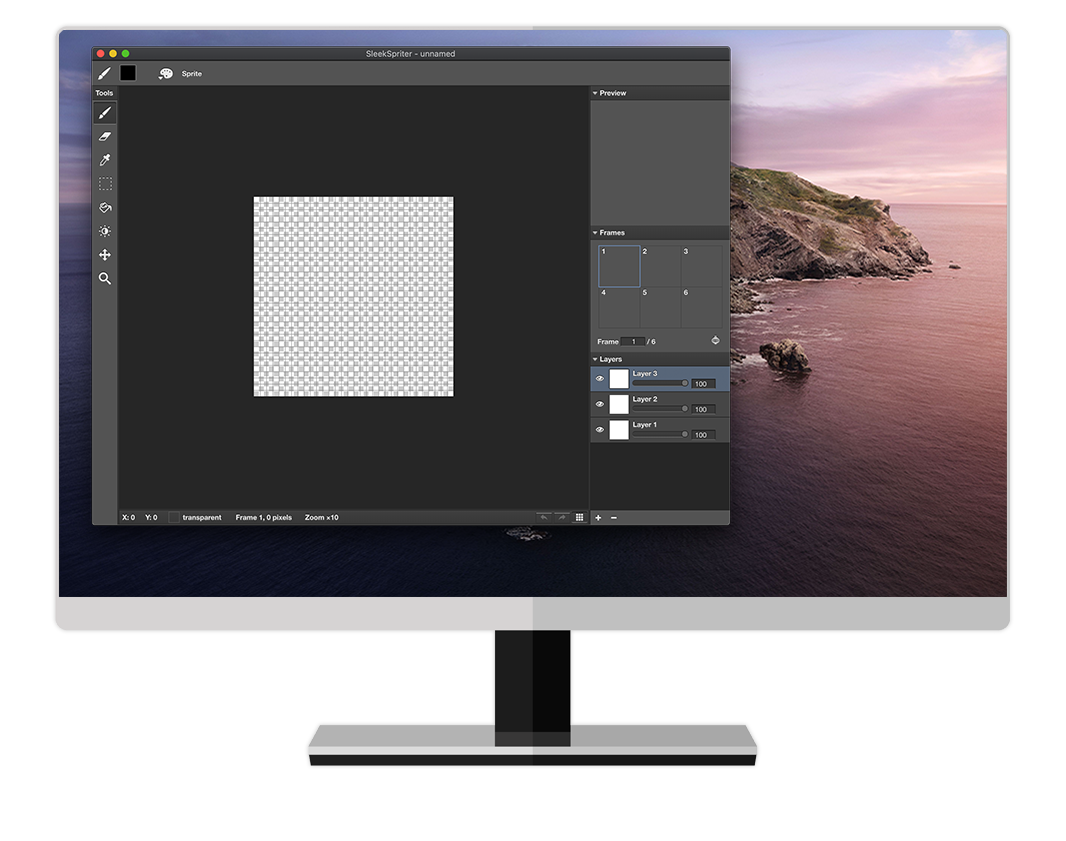 SleekSpriter - unnamed
Sprite
Tools
Preview
Frames
1 2 3
4 5 6
Frame 1 / 6
Layers
Layer 3
100
Layer 2
100
Layer 1
100
X: 0 Y: 0 transparent Frame 1, 0 pixels Zoom ×10